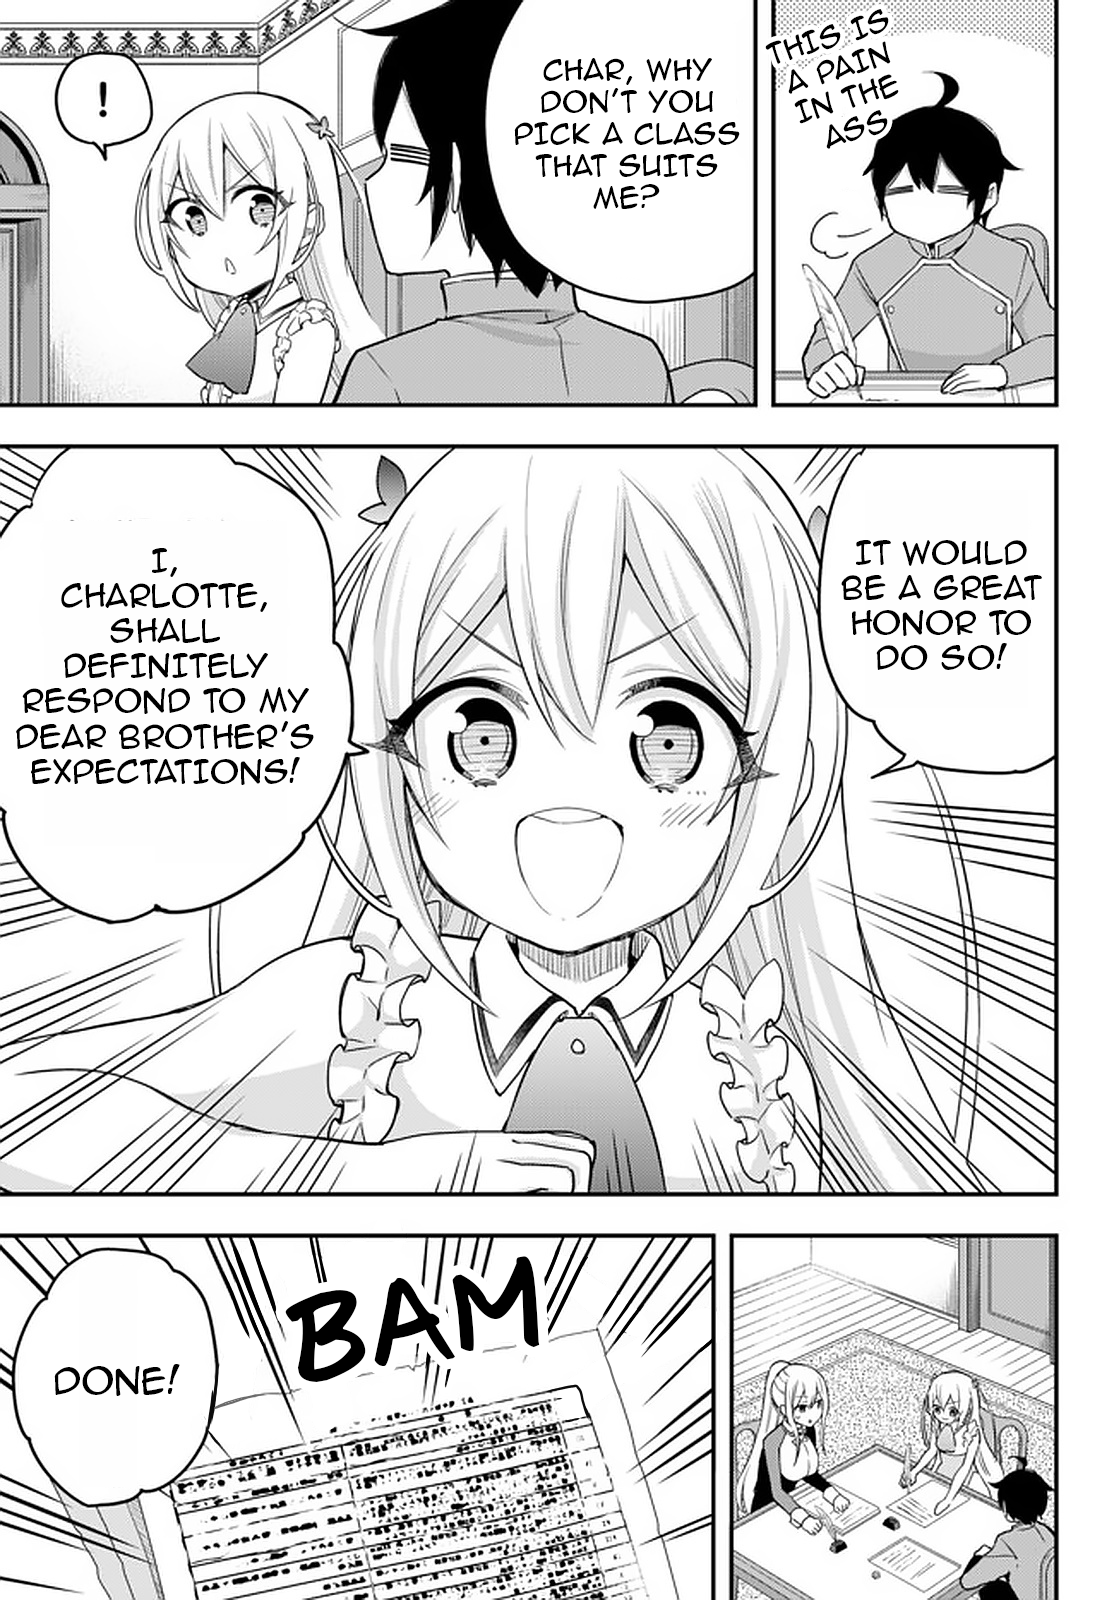 THIS IS
A PAIN
IN THE
ASS
CHAR, WHY
DON'T YOU
PICK A CLASS
THAT SUITS
ME?
!
IT WOULD
BE A GREAT
HONOR TO
DO SO!
I,
CHARLOTTE,
SHALL
DEFINITELY
RESPOND TO MY
DEAR BROTHER'S
EXPECTATIONS!
BAM
DONE!